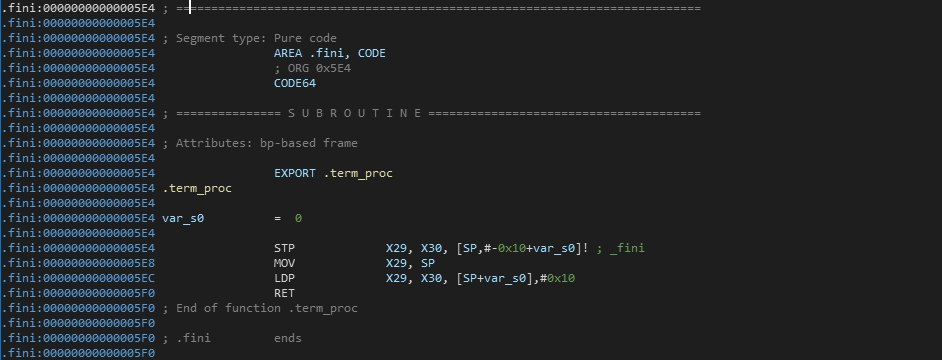 .fini:00000000000005E4 ; ===========================================================================
.fini:00000000000005E4
.fini:00000000000005E4 ; Segment type: Pure code
.fini:00000000000005E4                 AREA .fini, CODE
.fini:00000000000005E4                 ; ORG 0x5E4
.fini:00000000000005E4                 CODE64
.fini:00000000000005E4
.fini:00000000000005E4 ; =============== S U B R O U T I N E =======================================
.fini:00000000000005E4
.fini:00000000000005E4 ; Attributes: bp-based frame
.fini:00000000000005E4
.fini:00000000000005E4                 EXPORT .term_proc
.fini:00000000000005E4 .term_proc
.fini:00000000000005E4
.fini:00000000000005E4 var_s0          =  0
.fini:00000000000005E4
.fini:00000000000005E4                 STP             X29, X30, [SP,#-0x10+var_s0]! ; _fini
.fini:00000000000005E8                 MOV             X29, SP
.fini:00000000000005EC                 LDP             X29, X30, [SP+var_s0],#0x10
.fini:00000000000005F0                 RET
.fini:00000000000005F0 ; End of function .term_proc
.fini:00000000000005F0
.fini:00000000000005F0 ; .fini         ends
.fini:00000000000005F0